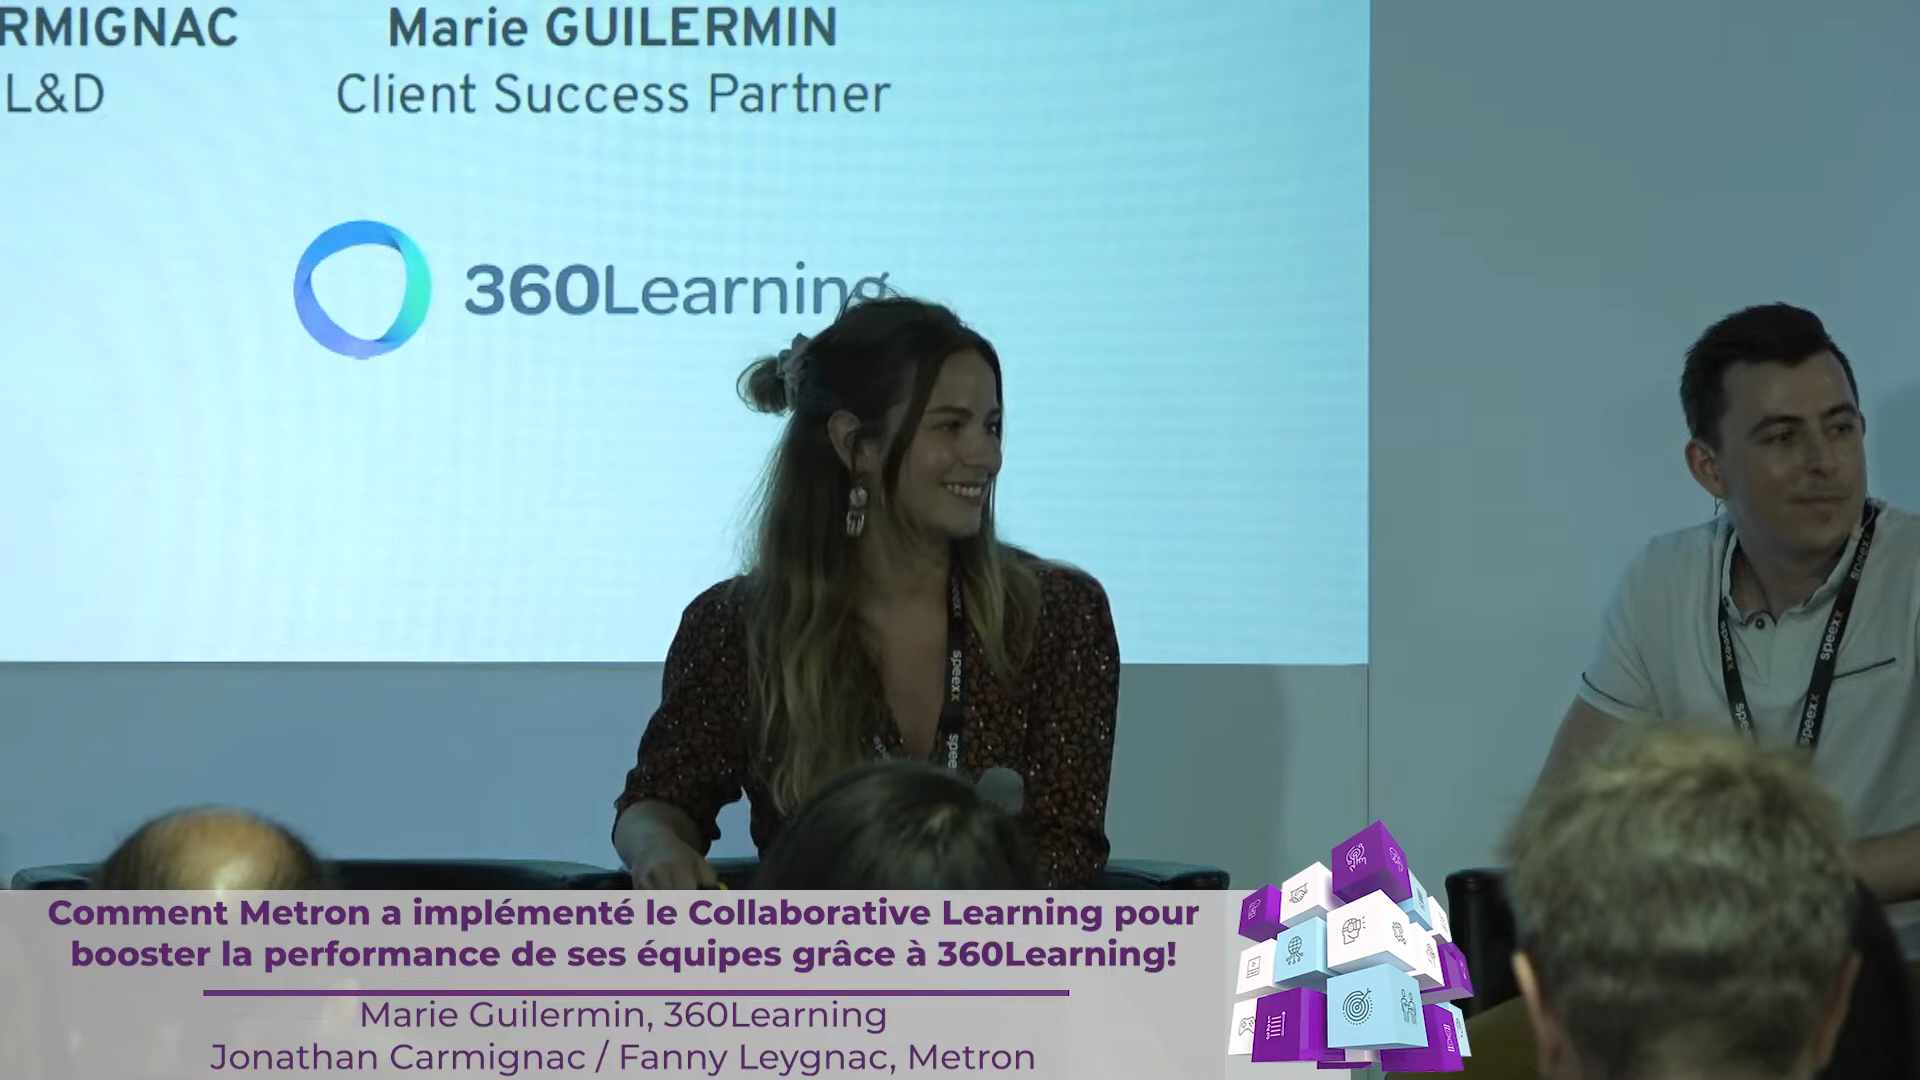 RMIGNAC
Marie GUILERMIN
L&D
Client Success Partner
360Learning
speexx
speexx
speexx
speexx
Comment Metron a implémenté le Collaborative Learning pour
booster la performance de ses équipes grâce à 360Learning!
Marie Guilermin, 360Learning
Jonathan Carmignac / Fanny Leygnac, Metron